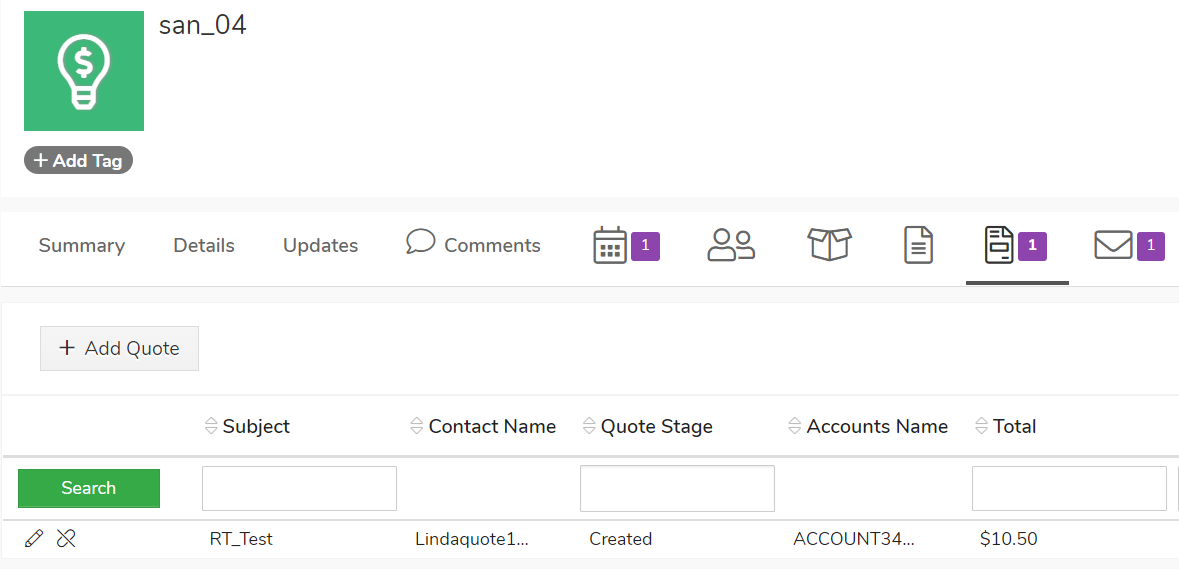 san_04
$
+ Add Tag
Summary Details Updates Comments 1 1 1
+ Add Quote
Subject Contact Name Quote Stage Accounts Name Total
Search
RT_Test Lindaquote1... Created ACCOUNT34... $10.50